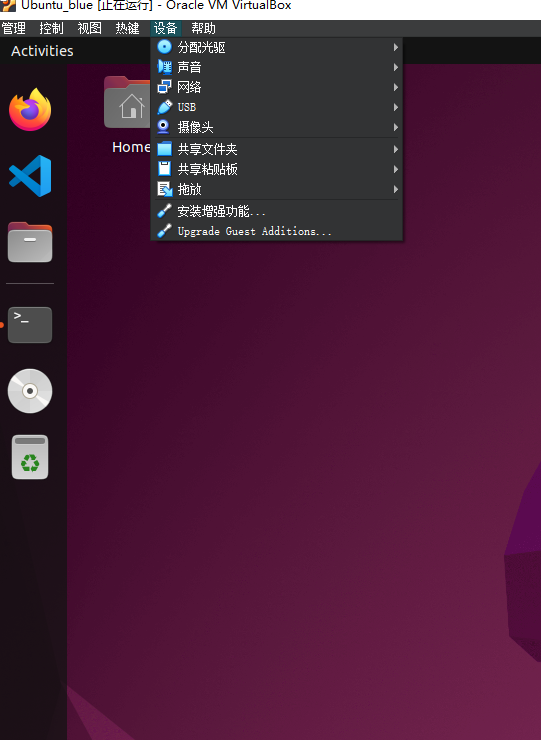 Ubuntu_blue [正在运行] - Oracle VM VirtualBox
管理 控制 视图 热键 设备 帮助
Activities
分配光驱
声音
网络
USB
摄像头
Home
共享文件夹
共享粘贴板
拖放
安装增强功能...
Upgrade Guest Additions...
>_